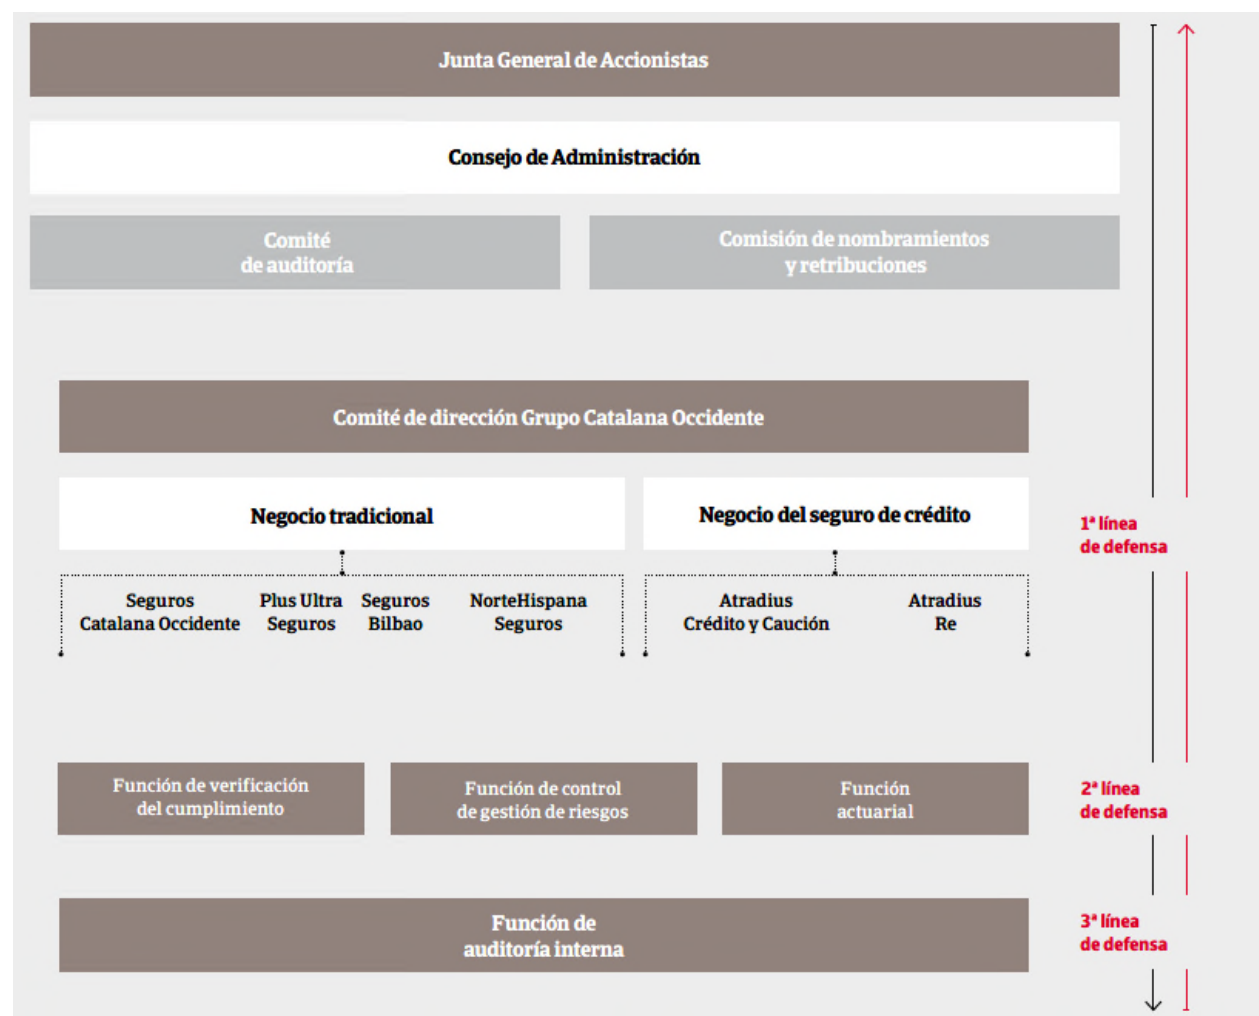 Junta General de Accionistas
Consejo de Administración
Comité
de auditoría
Comisión de nombramientos
y retribuciones
Comité de dirección Grupo Catalana Occidente
Negocio tradicional
Negocio del seguro de crédito
1ª línea
de defensa
Seguros
Catalana Occidente
Plus Ultra
Seguros
Seguros
Bilbao
NorteHispana
Seguros
Atradius
Crédito y Caución
Atradius
Re
Función de verificación
del cumplimiento
Función de control
de gestión de riesgos
Función
actuarial
2ª línea
de defensa
Función de
auditoría interna
3ª línea
de defensa